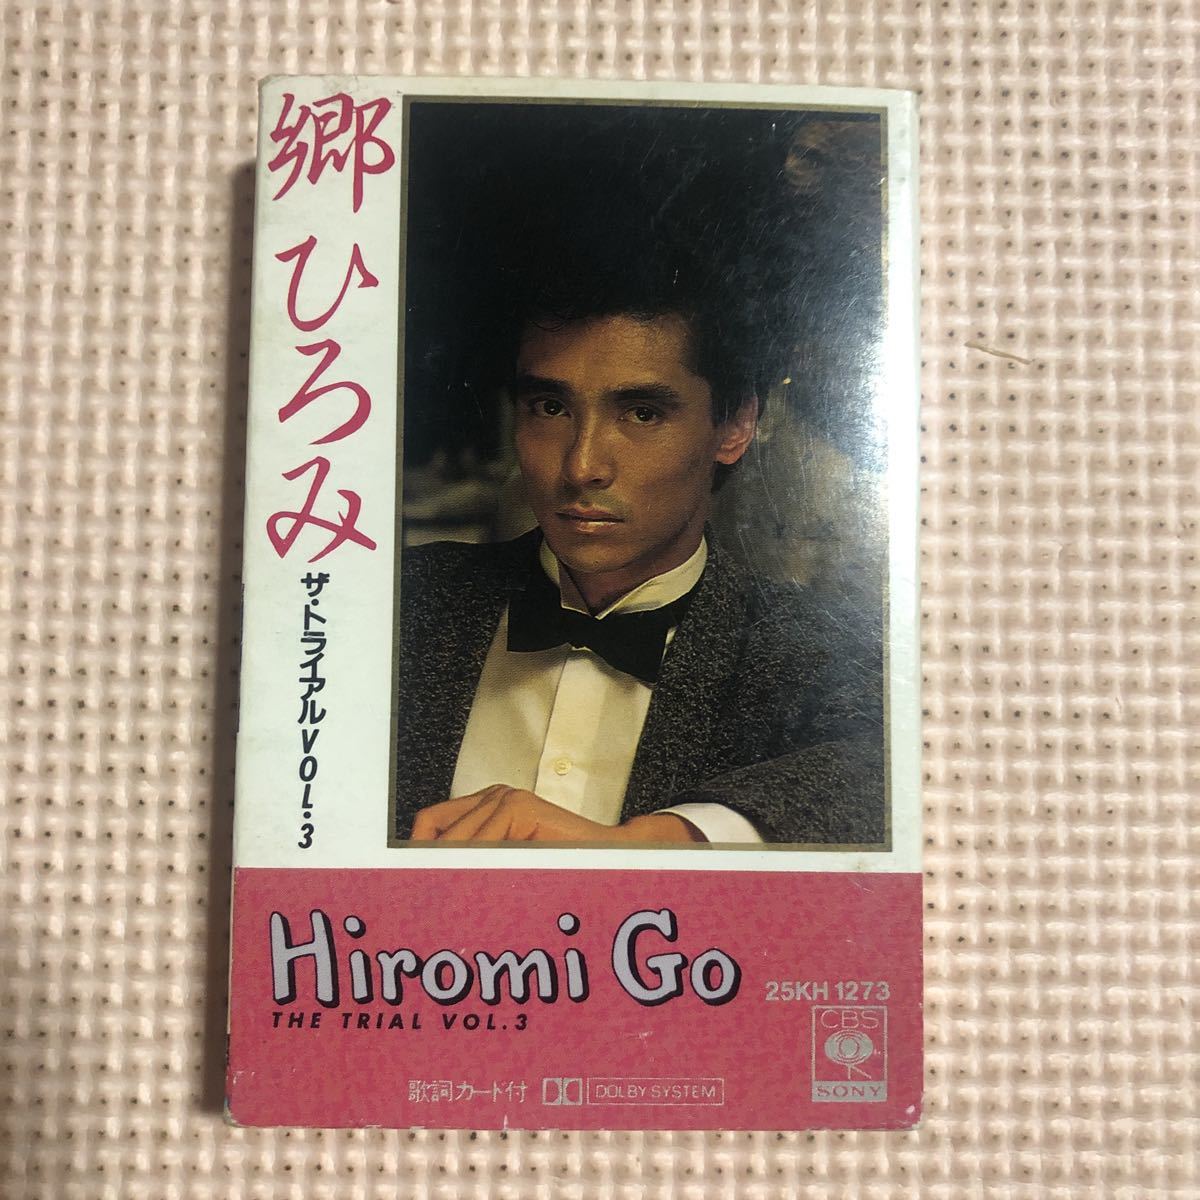 郷ひろみ
ザ・トライアルVOL.3
Hiromi Go
THE TRIAL VOL.3
25KH 1273
CBS
SONY
歌詞カード付 DOLBY SYSTEM